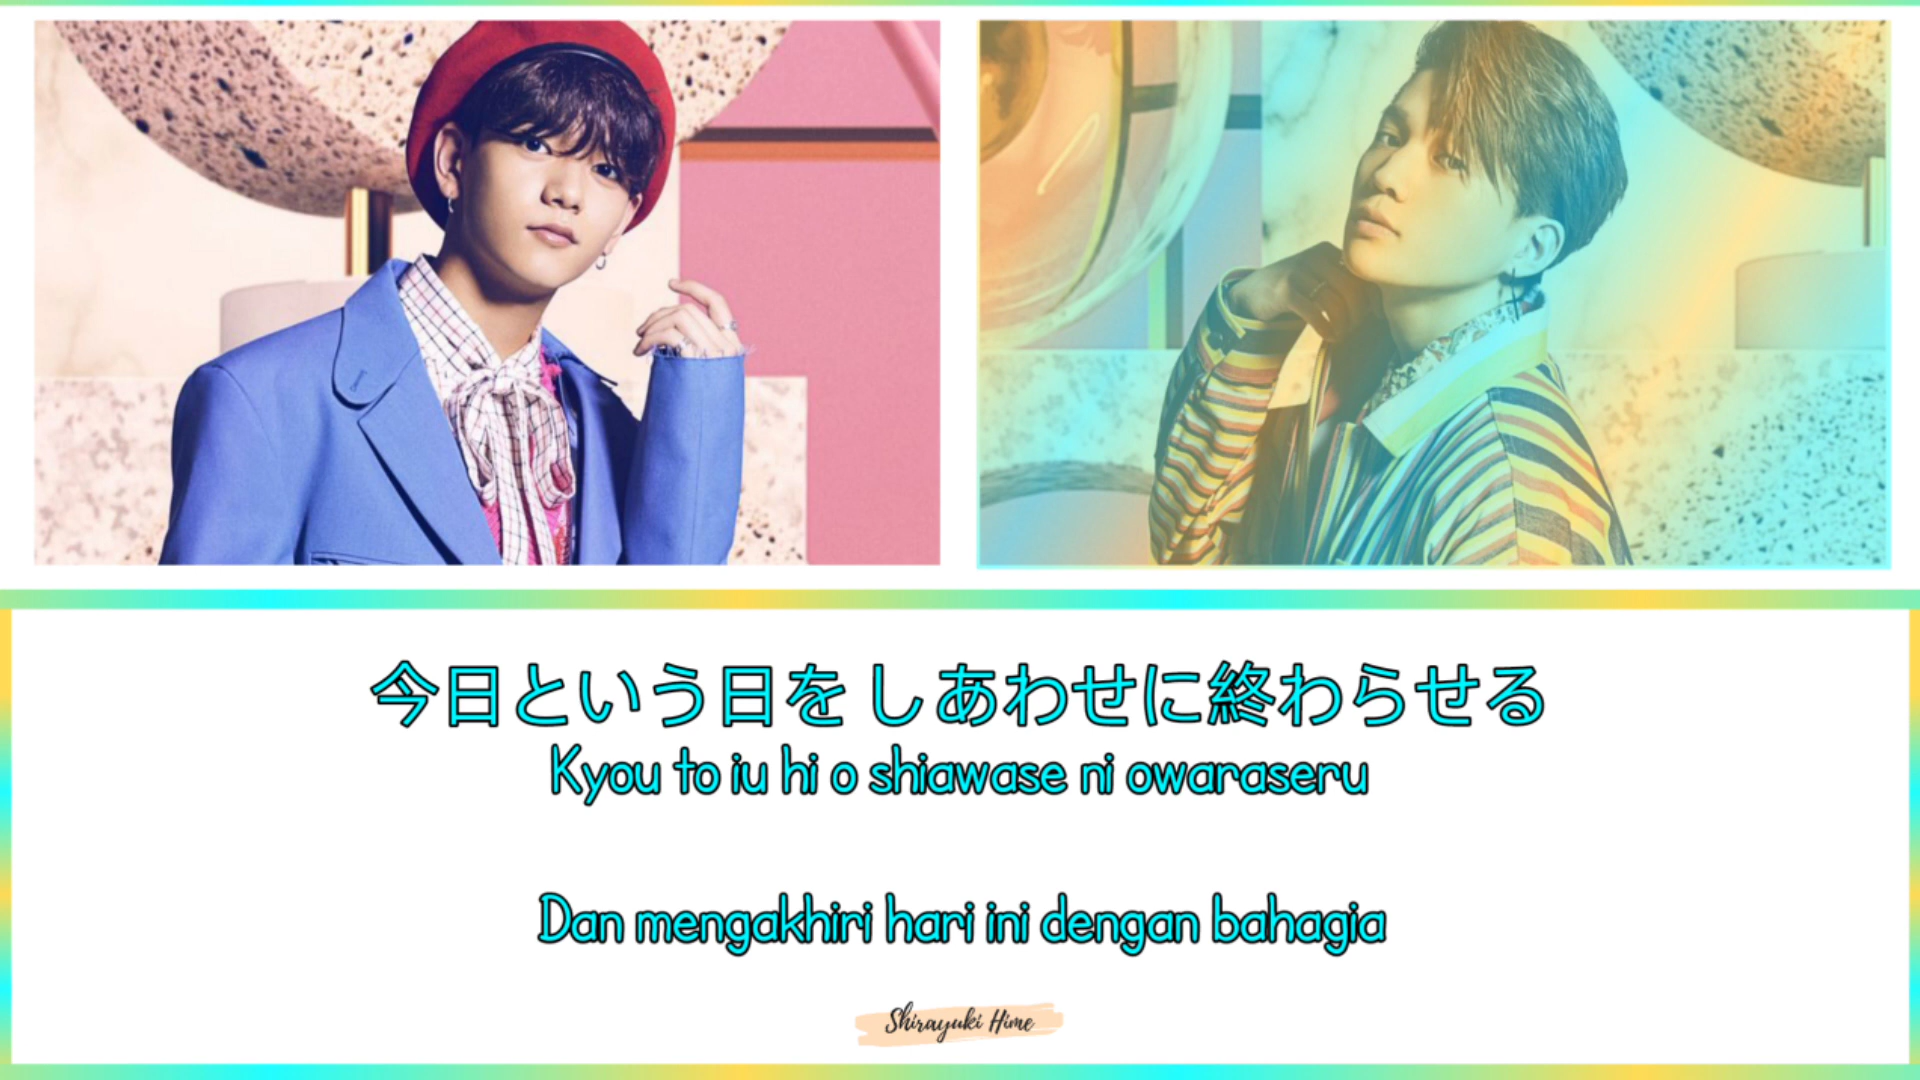 今日という日を しあわせに終わらせる
Kyou to iu hi o shiawase ni owaraseru
Dan mengakhiri hari ini dengan bahagia
Shirayuki Hime